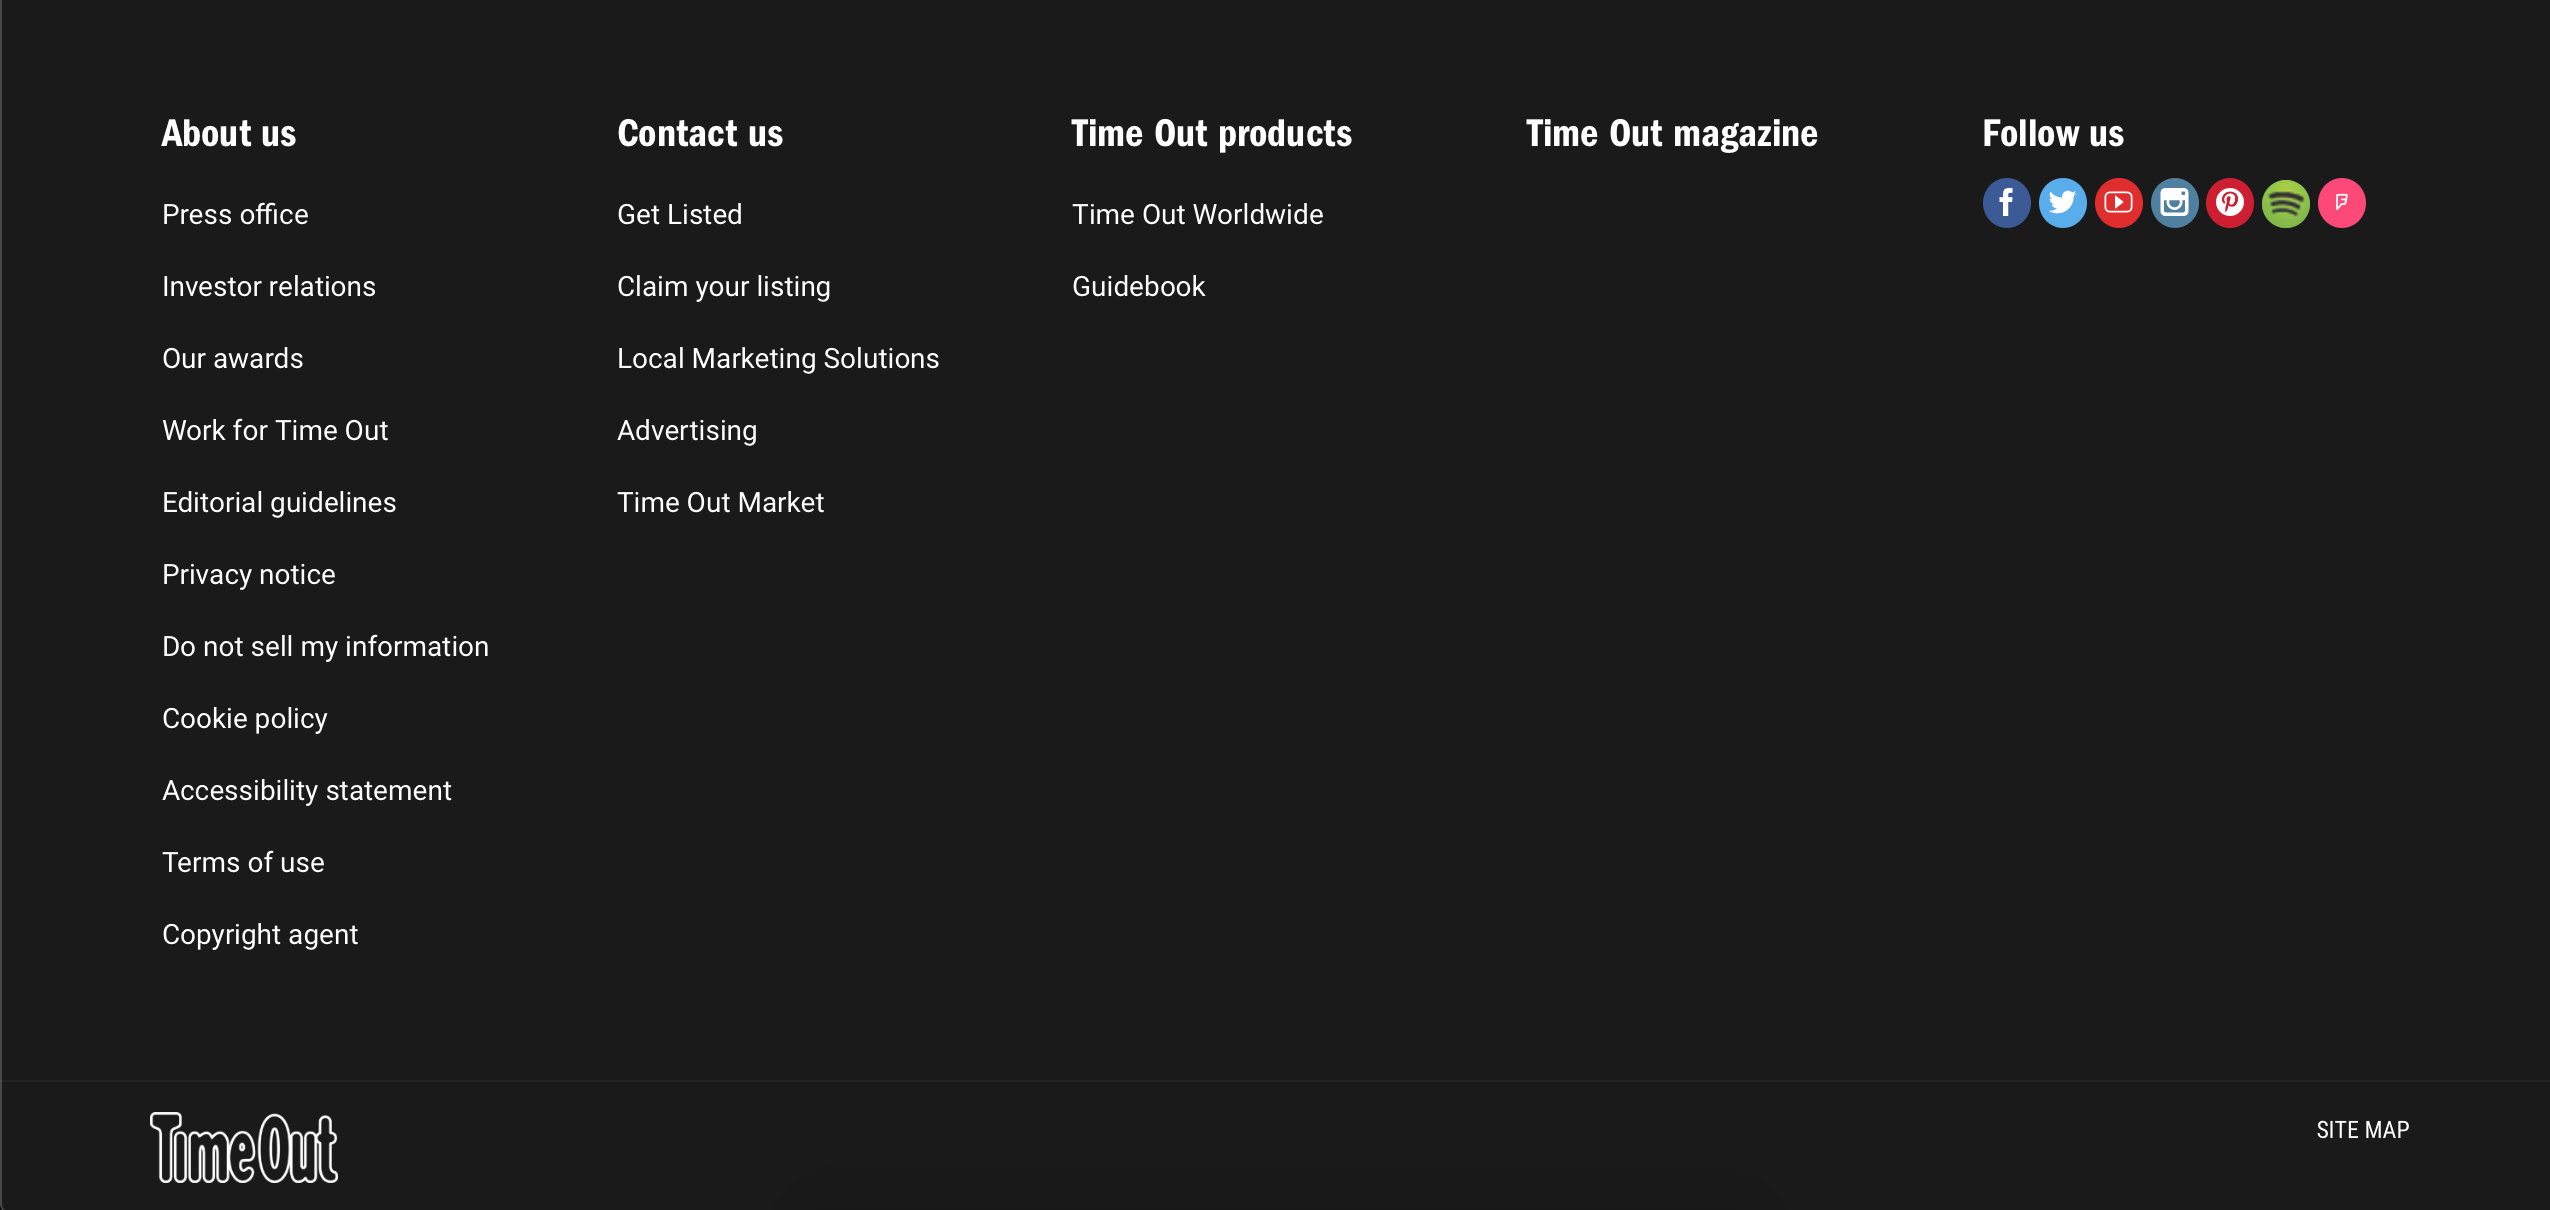 About us
Press office
Investor relations
Our awards
Work for Time Out
Editorial guidelines
Privacy notice
Do not sell my information
Cookie policy
Accessibility statement
Terms of use
Copyright agent
Contact us
Get Listed
Claim your listing
Local Marketing Solutions
Advertising
Time Out Market
Time Out products
Time Out Worldwide
Guidebook
Time Out magazine
Follow us
TimeOut
SITE MAP